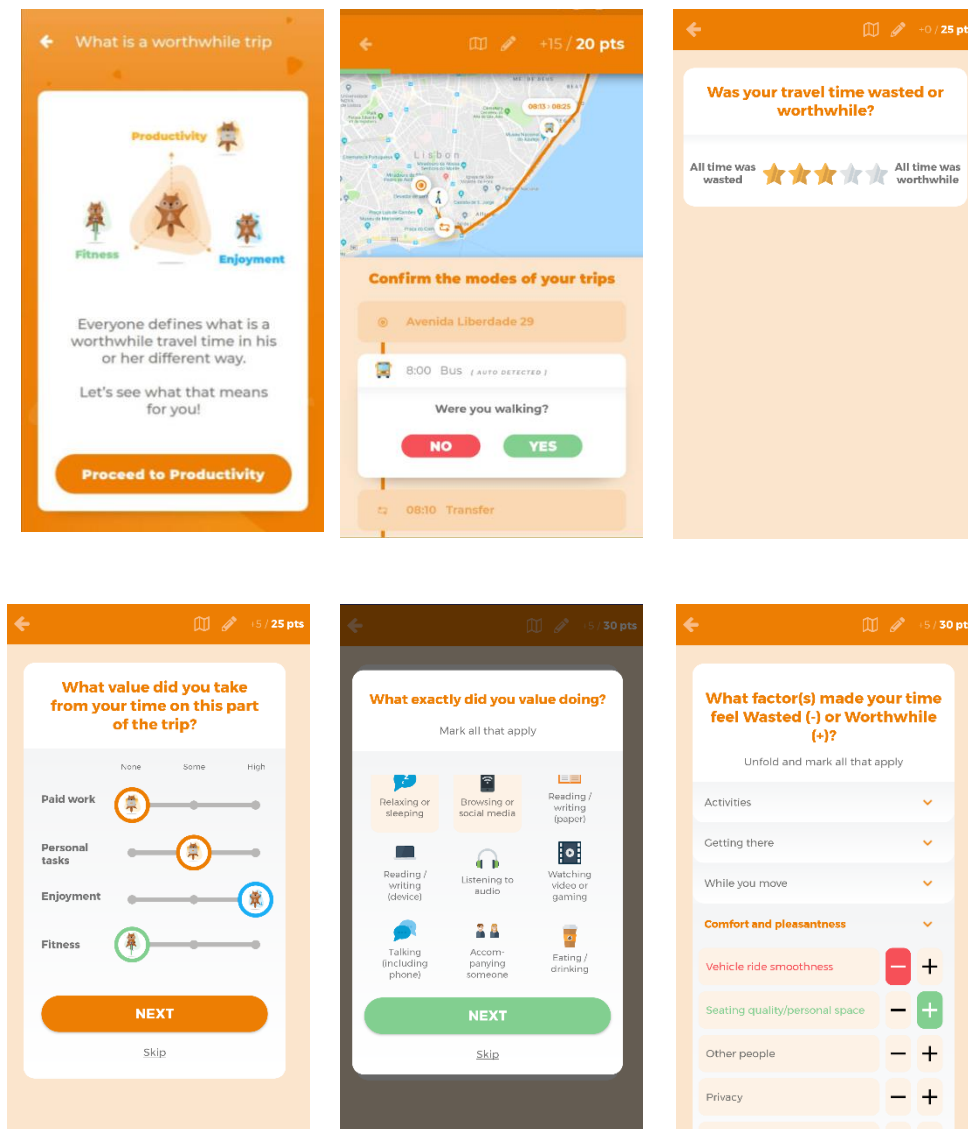 What is a worthwhile trip
Productivity
Fitness
Enjoyment
Everyone defines what is a
worthwhile travel time in his
or her different way.
Let's see what that means
for you!
Proceed to Productivity
+15 / 20 pts
08:13 - 08:25
Lisbon
Confirm the modes of your trips
Avenida Liberdade 29
8:00 Bus [ AUTO DETECTED ]
Were you walking?
NO YES
08:10 Transfer
+0 / 25 pt
Was your travel time wasted or
worthwhile?
All time was
wasted
All time was
worthwhile
+5 / 25 pts
What value did you take
from your time on this part
of the trip?
None Some High
Paid work
Personal
tasks
Enjoyment
Fitness
NEXT
Skip
+5 / 30 pts
What exactly did you value doing?
Mark all that apply
Relaxing or
sleeping
Browsing or
social media
Reading /
writing
(paper)
Reading /
writing
(device)
Listening to
audio
Watching
video or
gaming
Talking
(including
phone)
Accom-
panying
someone
Eating /
drinking
NEXT
Skip
+5 / 30 pt
What factor(s) made your time
feel Wasted (-) or Worthwhile
(+)?
Unfold and mark all that apply
Activities
Getting there
While you move
Comfort and pleasantness
Vehicle ride smoothness
Seating quality/personal space
Other people
Privacy